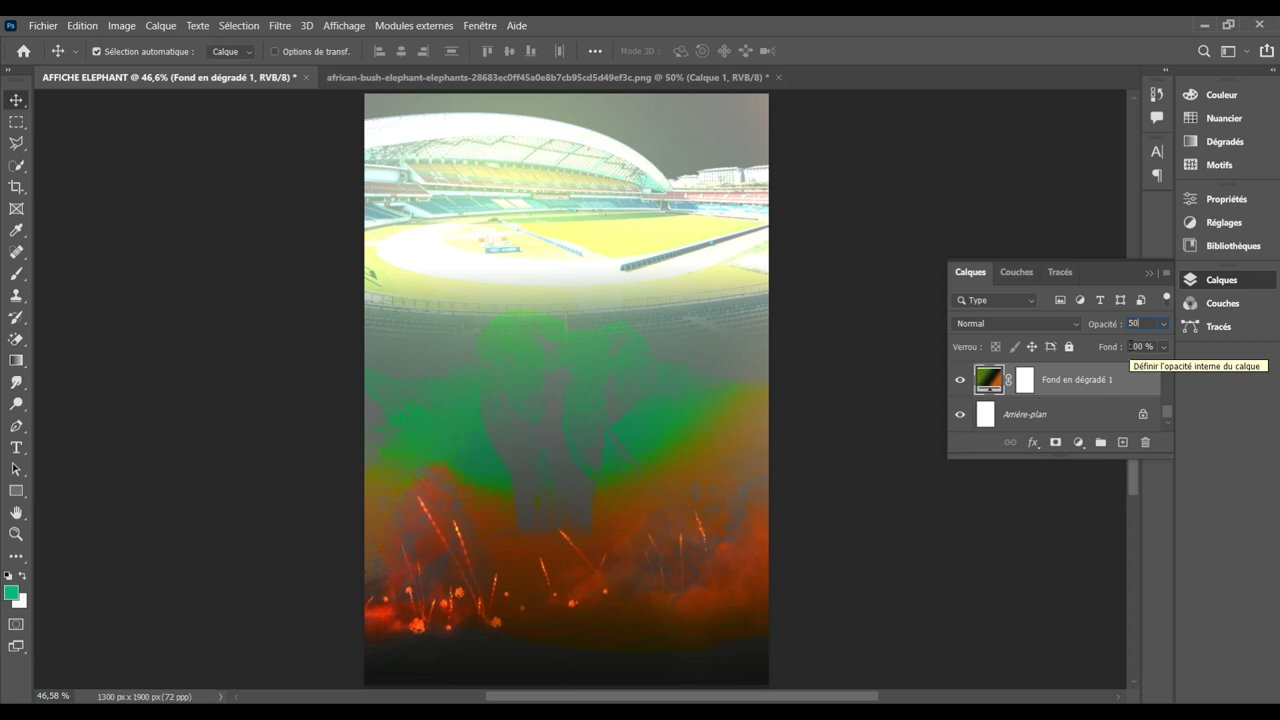 Ps Fichier Edition Image Calque Texte Sélection Filtre 3D Affichage Modules externes Fenêtre Aide
Sélection automatique : Calque Options de transf. Mode 3D :
AFFICHE ELEPHANT @ 46,6% (Fond en dégradé 1, RVB/8) * african-bush-elephant-elephants-28683ec0ff45a0e8b7cb95cd5d49ef3c.png @ 50% (Calque 1, RVB/8) *
Couleur
Nuancier
Dégradés
Motifs
Propriétés
Réglages
Bibliothèques
Calques
Couches
Tracés
Calques Couches Tracés
Type
Normal Opacité : 50
Verrou : Fond : 100 %
Définir l'opacité interne du calque
Fond en dégradé 1
Arrière-plan
fx
46,58 % 1300 px x 1900 px (72 ppp)